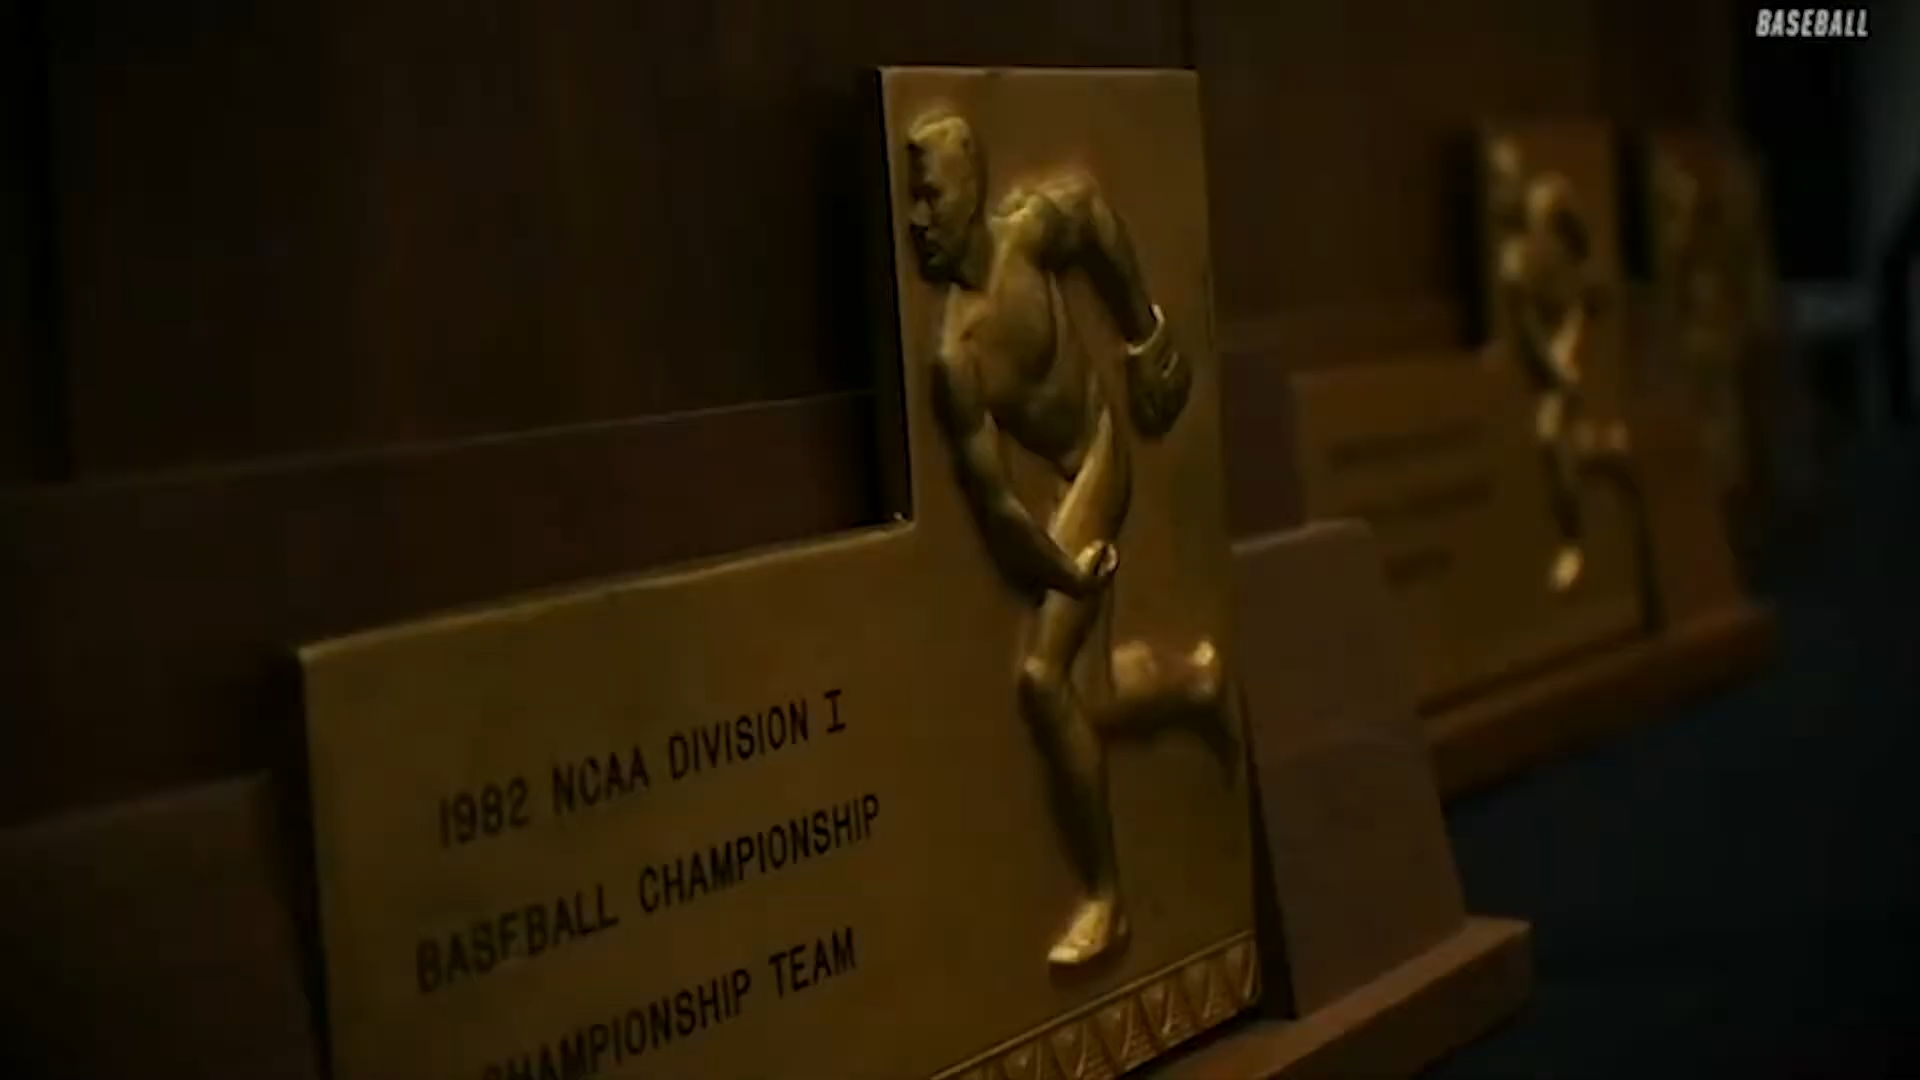 BASEBALL
1982 NCAA DIVISION I
BASEBALL CHAMPIONSHIP
CHAMPIONSHIP TEAM